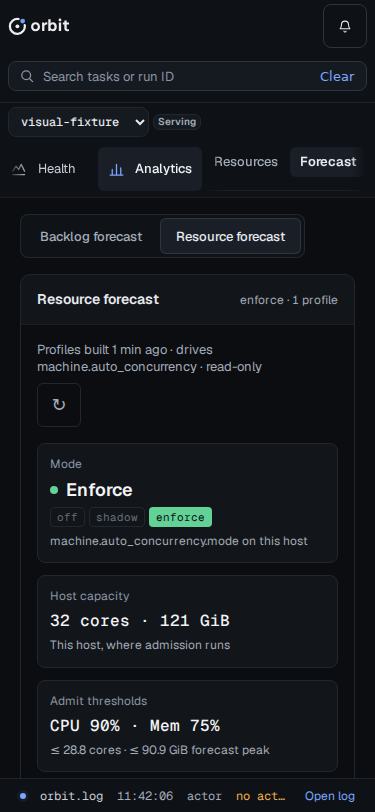 orbit
Search tasks or run ID Clear
visual-fixture Serving
Health Analytics Resources Forecast
Backlog forecast Resource forecast
Resource forecast enforce · 1 profile
Profiles built 1 min ago · drives
machine.auto_concurrency · read-only
↻
Mode
Enforce
off shadow enforce
machine.auto_concurrency.mode on this host
Host capacity
32 cores · 121 GiB
This host, where admission runs
Admit thresholds
CPU 90% · Mem 75%
≤ 28.8 cores · ≤ 90.9 GiB forecast peak
orbit.log 11:42:06 actor no act… Open log